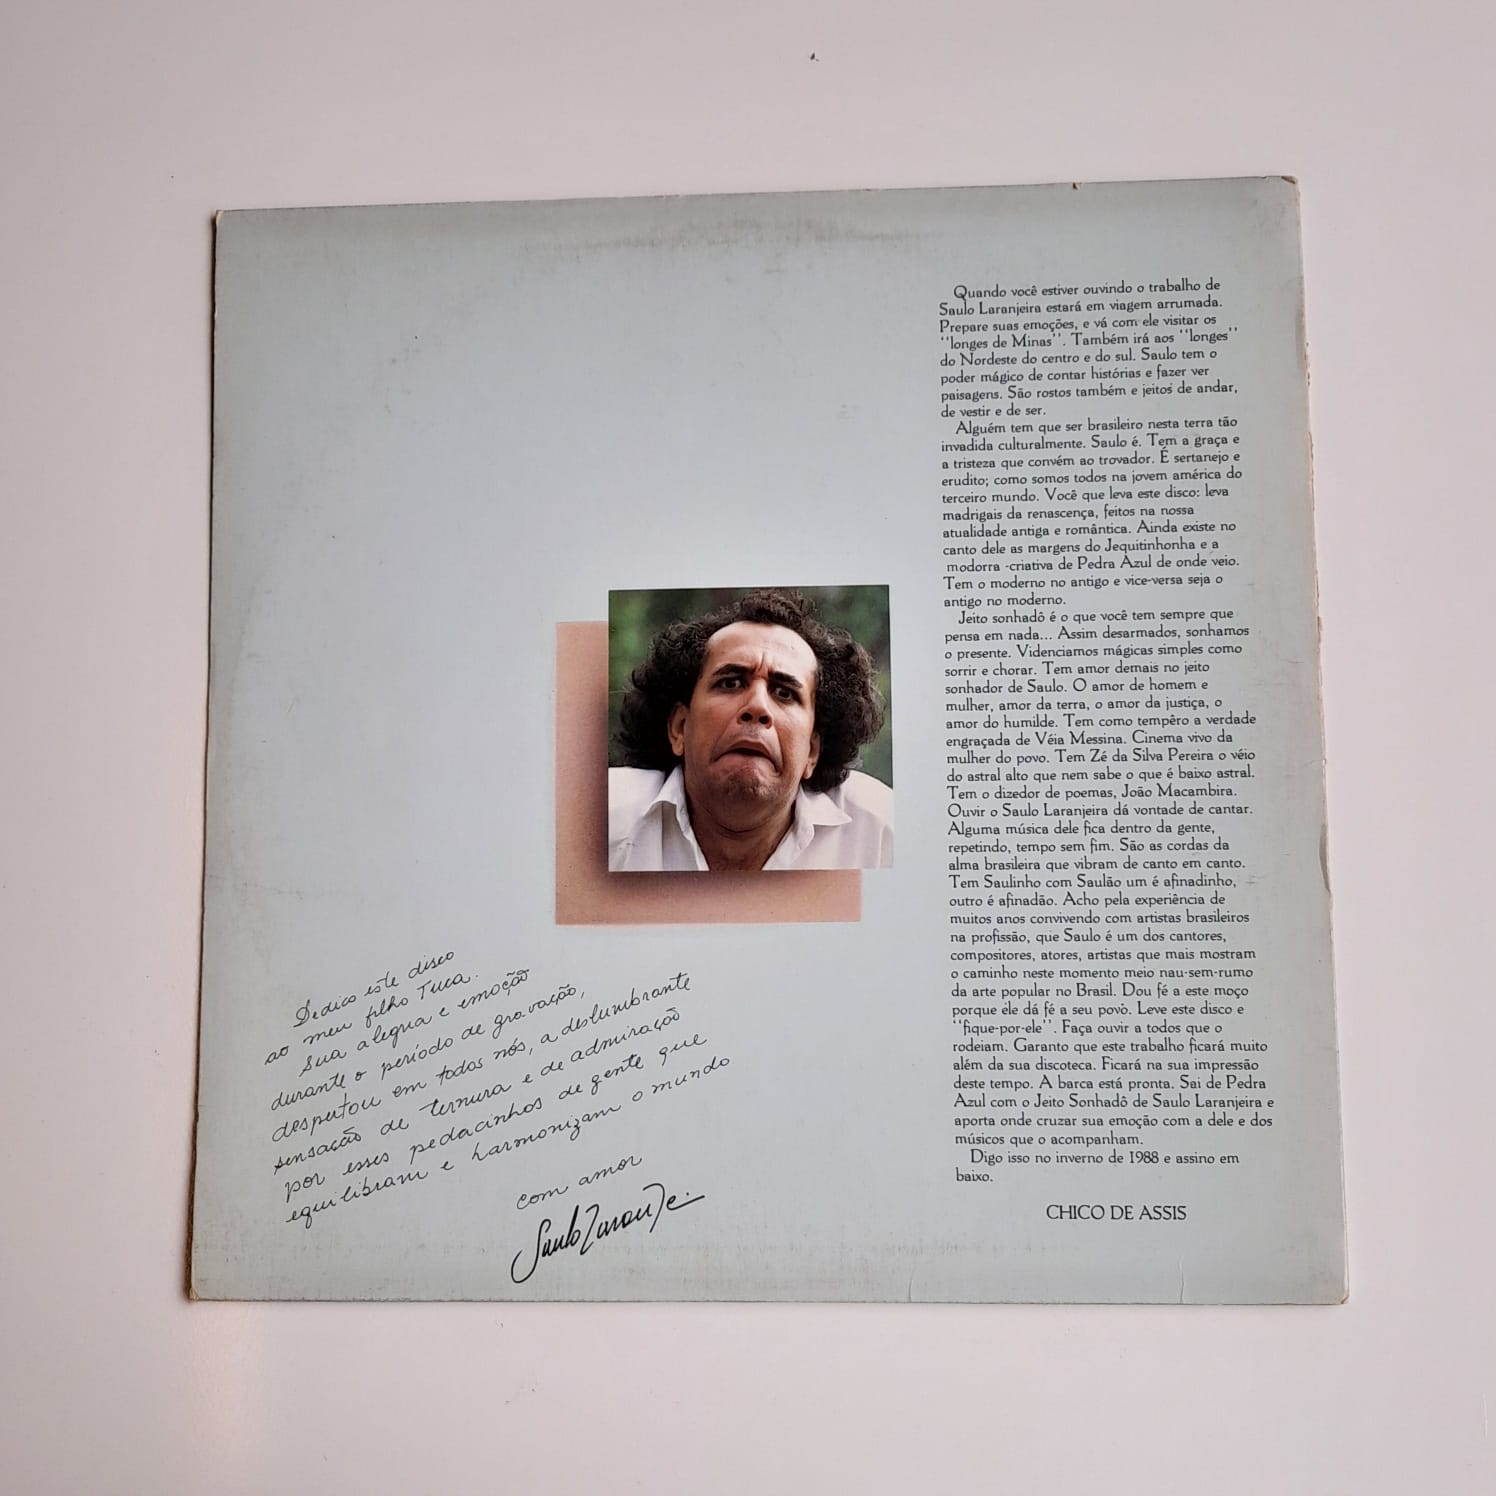 Quando você estiver ouvindo o trabalho de
Saulo Laranjeira estará em viagem arrumada.
Prepare suas emoções, e vá com ele visitar os
‘‘longes de Minas’’. Também irá aos ‘‘longes’’
do Nordeste do centro e do sul. Saulo tem o
poder mágico de contar histórias e fazer ver
paisagens. São rostos também e jeitos de andar,
de vestir e de ser.
Alguém tem que ser brasileiro nesta terra tão
invadida culturalmente. Saulo é. Tem a graça e
a tristeza que convém ao trovador. É sertanejo e
erudito; como somos todos na jovem américa do
terceiro mundo. Você que leva este disco: leva
madrigais da renascença, feitos na nossa
atualidade antiga e romântica. Ainda existe no
canto dele as margens do Jequitinhonha e a
modorra -criativa de Pedra Azul de onde veio.
Tem o moderno no antigo e vice-versa seja o
antigo no moderno.
Jeito sonhadô é o que você tem sempre que
pensa em nada... Assim desarmados, sonhamos
o presente. Videnciamos mágicas simples como
sorrir e chorar. Tem amor demais no jeito
sonhador de Saulo. O amor de homem e
mulher, amor da terra, o amor da justiça, o
amor do humilde. Tem como tempêro a verdade
engraçada de Véia Messina. Cinema vivo da
mulher do povo. Tem Zé da Silva Pereira o véio
do astral alto que nem sabe o que é baixo astral.
Tem o dizedor de poemas, João Macambira.
Ouvir o Saulo Laranjeira dá vontade de cantar.
Alguma música dele fica dentro da gente,
repetindo, tempo sem fim. São as cordas da
alma brasileira que vibram de canto em canto.
Tem Saulinho com Saulão um é afinadinho,
outro é afinadão. Acho pela experiência de
muitos anos convivendo com artistas brasileiros
na profissão, que Saulo é um dos cantores,
compositores, atores, artistas que mais mostram
o caminho neste momento meio nau-sem-rumo
da arte popular no Brasil. Dou fé a este moço
porque ele dá fé a seu povò. Leve este disco e
‘‘fique-por-ele’’. Faça ouvir a todos que o
rodeiam. Garanto que este trabalho ficará muito
além da sua discoteca. Ficará na sua impressão
deste tempo. A barca está pronta. Sai de Pedra
Azul com o Jeito Sonhadô de Saulo Laranjeira e
aporta onde cruzar sua emoção com a dele e dos
músicos que o acompanham.
Digo isso no inverno de 1988 e assino em
baixo.
CHICO DE ASSIS
Dedico este disco
ao meu filho Tuca.
Sua alegria e emoção
durante o período de gravação,
despertou em todos nós, a deslumbrante
sensação de ternura e de admiração
por esses pedacinhos de gente que
equilibram e harmonizam o mundo
com amor
Saulo Laranje.